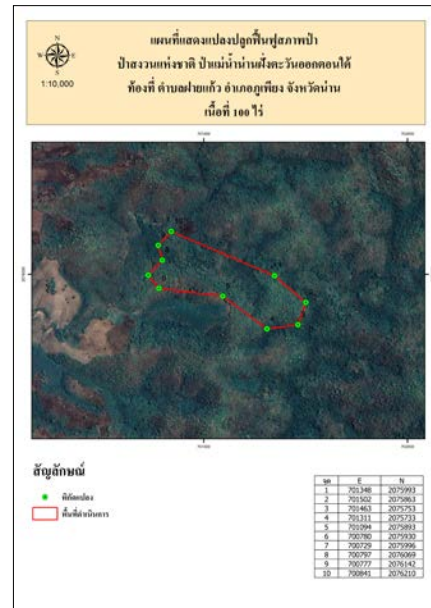 N
W E
S
1:10,000
แผนที่แสดงแปลงปลูกฟื้นฟูสภาพป่า
ป่าสงวนแห่งชาติ ป่าแม่น้ำน่านฝั่งตะวันออกตอนใต้
ท้องที่ ตำบลฝายแก้ว อำเภอภูเพียง จังหวัดน่าน
เนื้อที่ 100 ไร่
สัญลักษณ์
พิกัดแปลง
พื้นที่ดำเนินการ
จุด E N
1 701348 2075993
2 701502 2075863
3 701463 2075753
4 701311 2075733
5 701094 2075893
6 700780 2075930
7 700729 2075996
8 700797 2076069
9 700777 2076142
10 700841 2076210